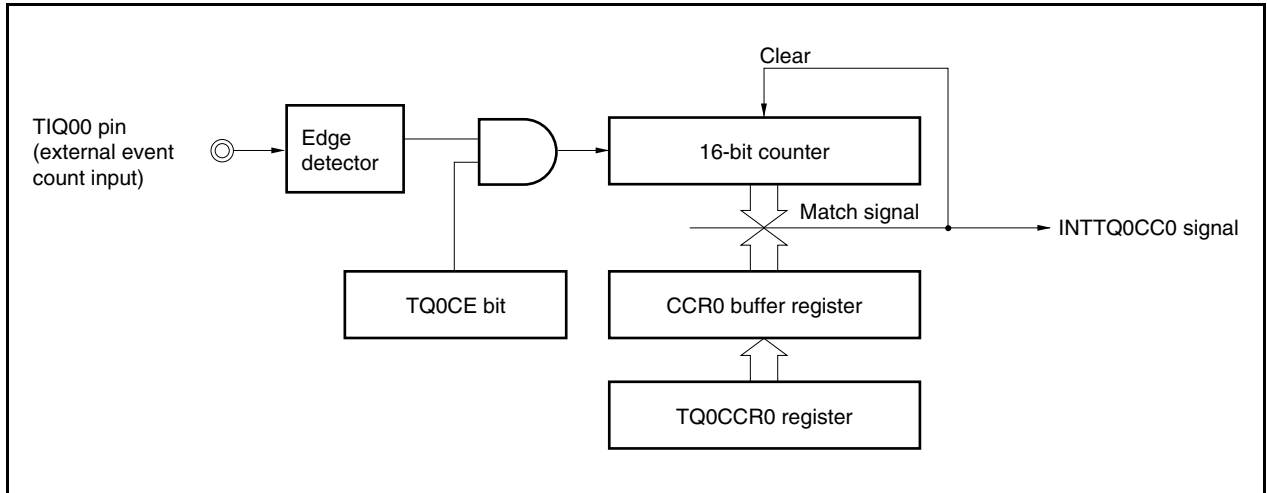 Clear
TIQ00 pin
(external event
count input)
Edge
detector
16-bit counter
Match signal
INTTQ0CC0 signal
TQ0CE bit
CCR0 buffer register
TQ0CCR0 register